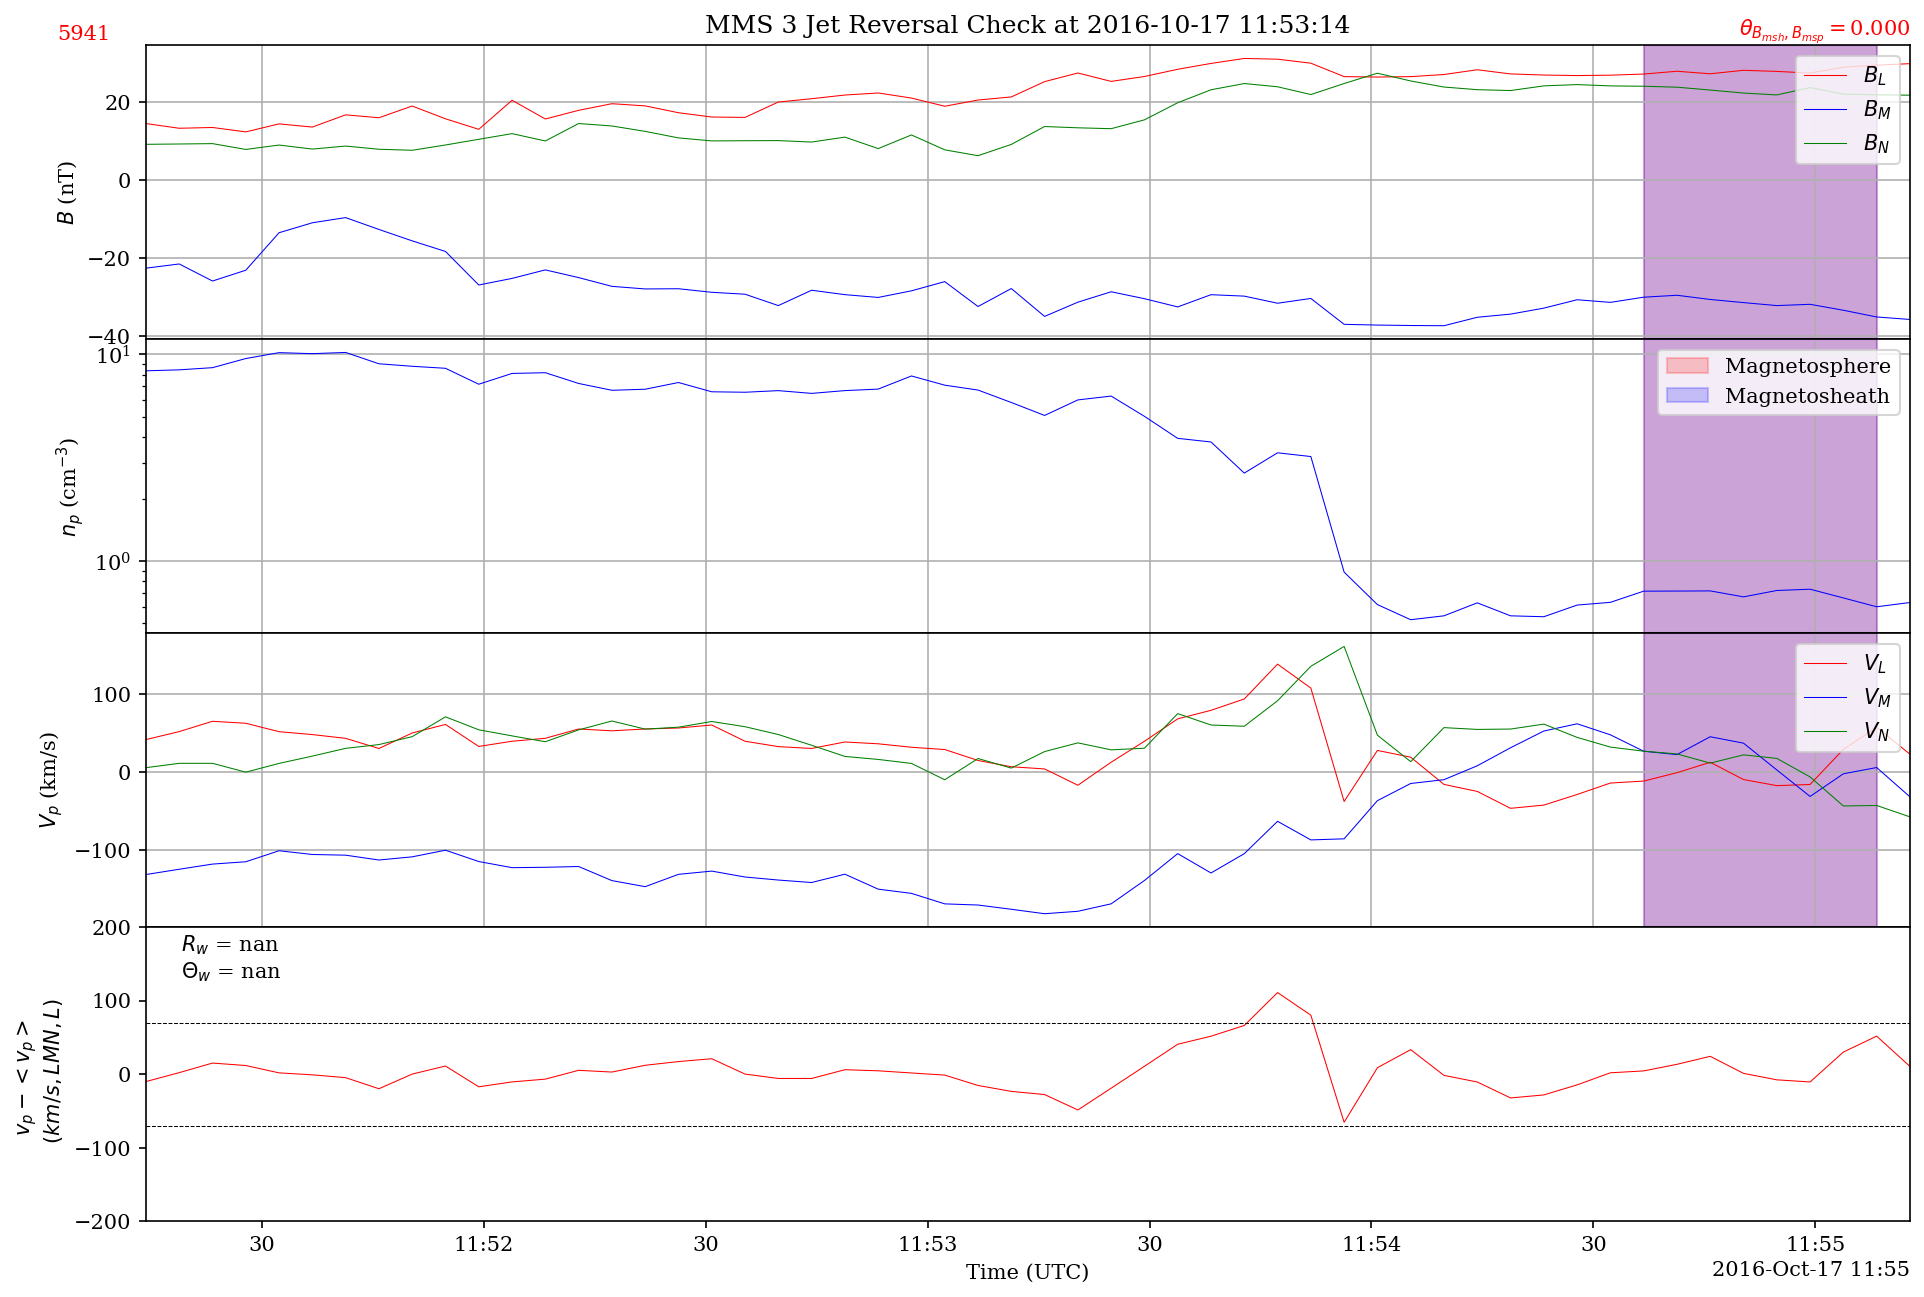 5941
MMS 3 Jet Reversal Check at 2016-10-17 11:53:14
θ_{B_{msh}, B_{msp}} = 0.000
B (nT)
20
0
−20
−40
B_L
B_M
B_N
n_p (cm^{−3})
10^1
10^0
Magnetosphere
Magnetosheath
V_p (km/s)
100
0
−100
V_L
V_M
V_N
v_p − < v_p >
(km/s, LMN, L)
200
100
0
−100
−200
R_w = nan
Θ_w = nan
30
11:52
30
11:53
30
11:54
30
11:55
Time (UTC)
2016-Oct-17 11:55